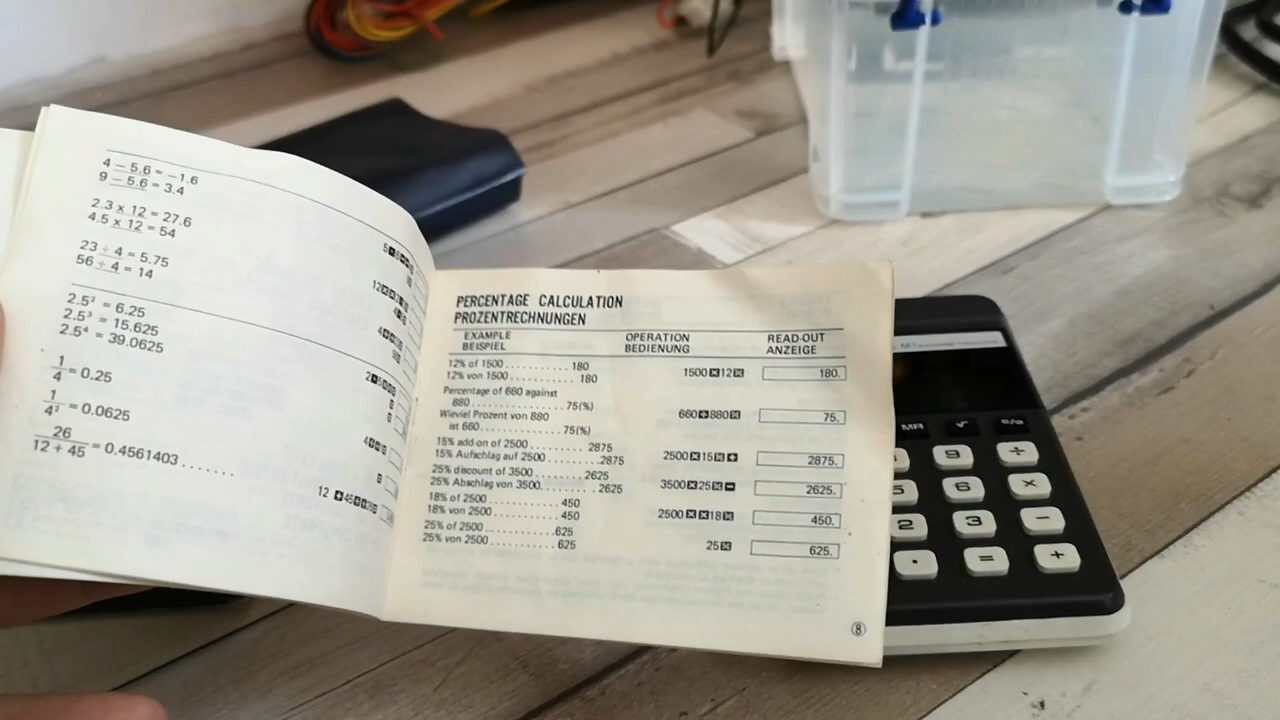 4 − 5.6 = −1.6
9 − 5.6 = 3.4
2.3 x 12 = 27.6
4.5 x 12 = 54
23 ÷ 4 = 5.75
56 ÷ 4 = 14
2.5² = 6.25
2.5³ = 15.625
2.5⁴ = 39.0625
1/4 = 0.25
1/4² = 0.0625
26/(12 + 45) = 0.4561403.......
PERCENTAGE CALCULATION
PROZENTRECHNUNGEN
EXAMPLE OPERATION READ-OUT
BEISPIEL BEDIENUNG ANZEIGE
12% of 1500.......... 180
12% von 1500........... 180 1500 × 12 % 180.
Percentage of 660 against
880................. 75(%) 660 ÷ 880 % 75.
Wieviel Prozent von 880
ist 660................ 75(%)
15% add-on of 2500.......... 2875
15% Aufschlag auf 2500..........2875 2500 × 15 % + 2875.
25% discount of 3500........2625
25% Abschlag von 3500.......... 2625 3500 × 25 % − 2625.
18% of 2500.............. 450
18% von 2500............ 450 2500 × × 18 % 450.
25% of 2500.............625
25% von 2500............ 625 25 % 625.
8
MR √
9 ÷
5 6 ×
2 3 −
· = +